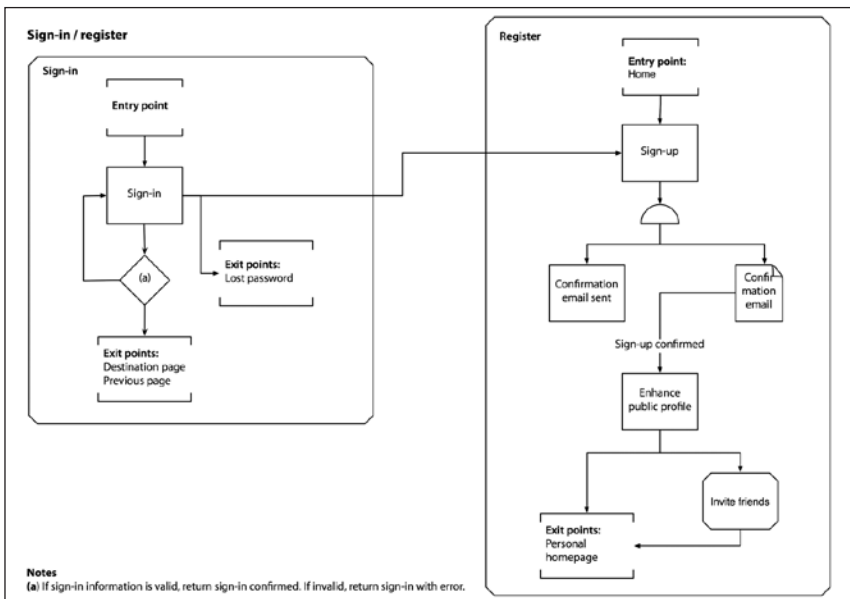 Sign-in / register
Sign-in
Entry point
Sign-in
(a)
Exit points:
Lost password
Exit points:
Destination page
Previous page
Register
Entry point:
Home
Sign-up
Confirmation
email sent
Confir
mation
email
Sign-up confirmed
Enhance
public profile
Invite friends
Exit points:
Personal
homepage
Notes
(a) If sign-in information is valid, return sign-in confirmed. If invalid, return sign-in with error.